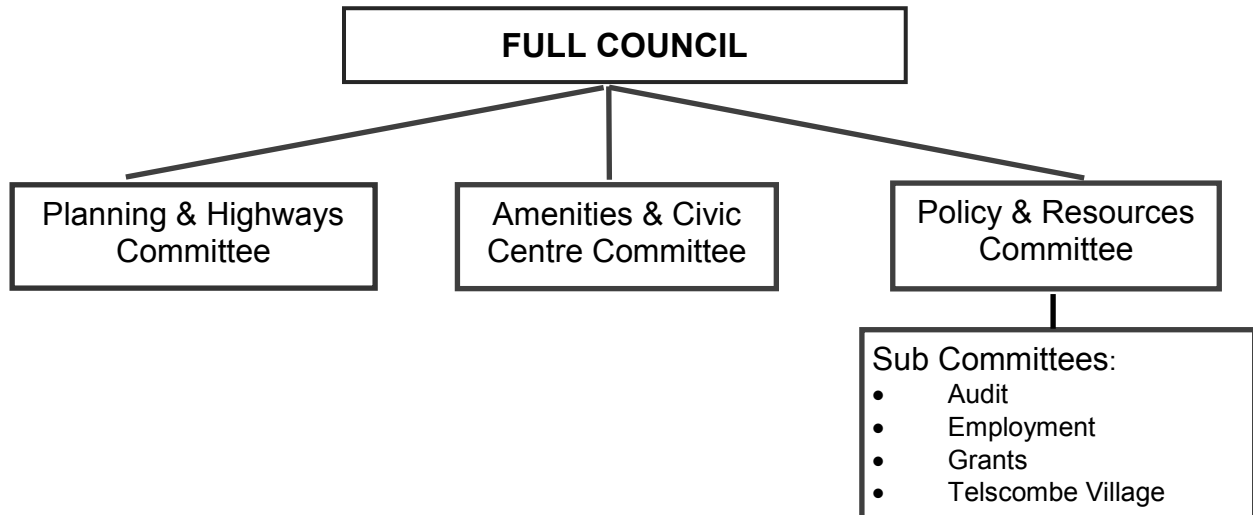 FULL COUNCIL
Planning & Highways
Committee
Amenities & Civic
Centre Committee
Policy & Resources
Committee
Sub Committees:
• Audit
• Employment
• Grants
• Telscombe Village